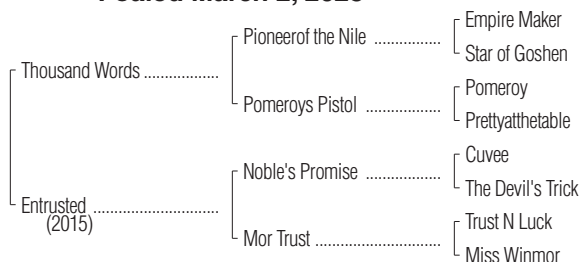 Foaled March 2, 2023
Empire Maker
Pioneerof the Nile ................
Star of Goshen
Thousand Words ..................
Pomeroy
Pomeroys Pistol ..................
Prettyatthetable
Cuvee
Noble's Promise ..................
The Devil's Trick
Entrusted ..............................
(2015)
Trust N Luck
Mor Trust ..............................
Miss Winmor